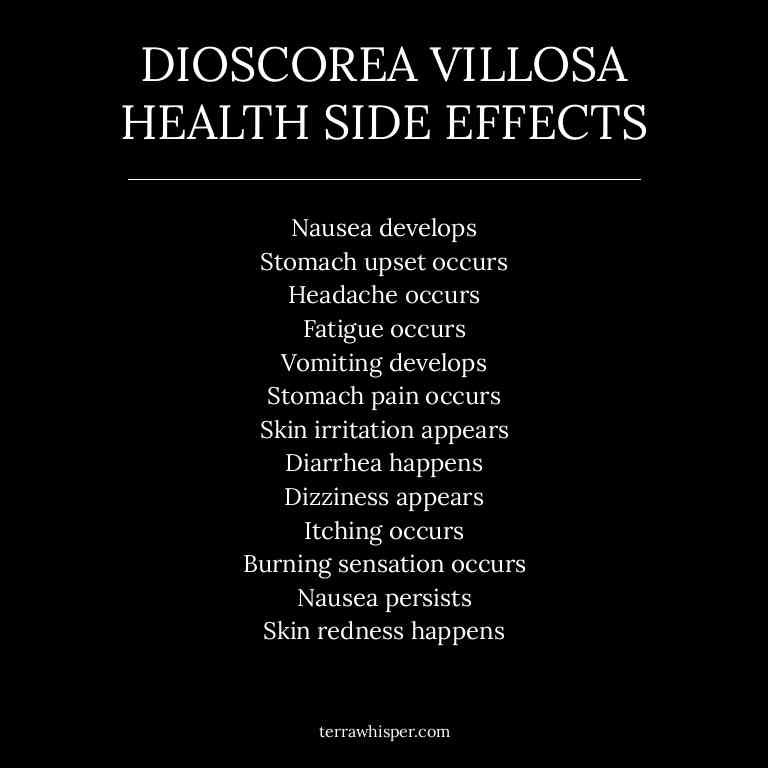 DIOSCOREA VILLOSA
HEALTH SIDE EFFECTS
Nausea develops
Stomach upset occurs
Headache occurs
Fatigue occurs
Vomiting develops
Stomach pain occurs
Skin irritation appears
Diarrhea happens
Dizziness appears
Itching occurs
Burning sensation occurs
Nausea persists
Skin redness happens
terrawhisper.com